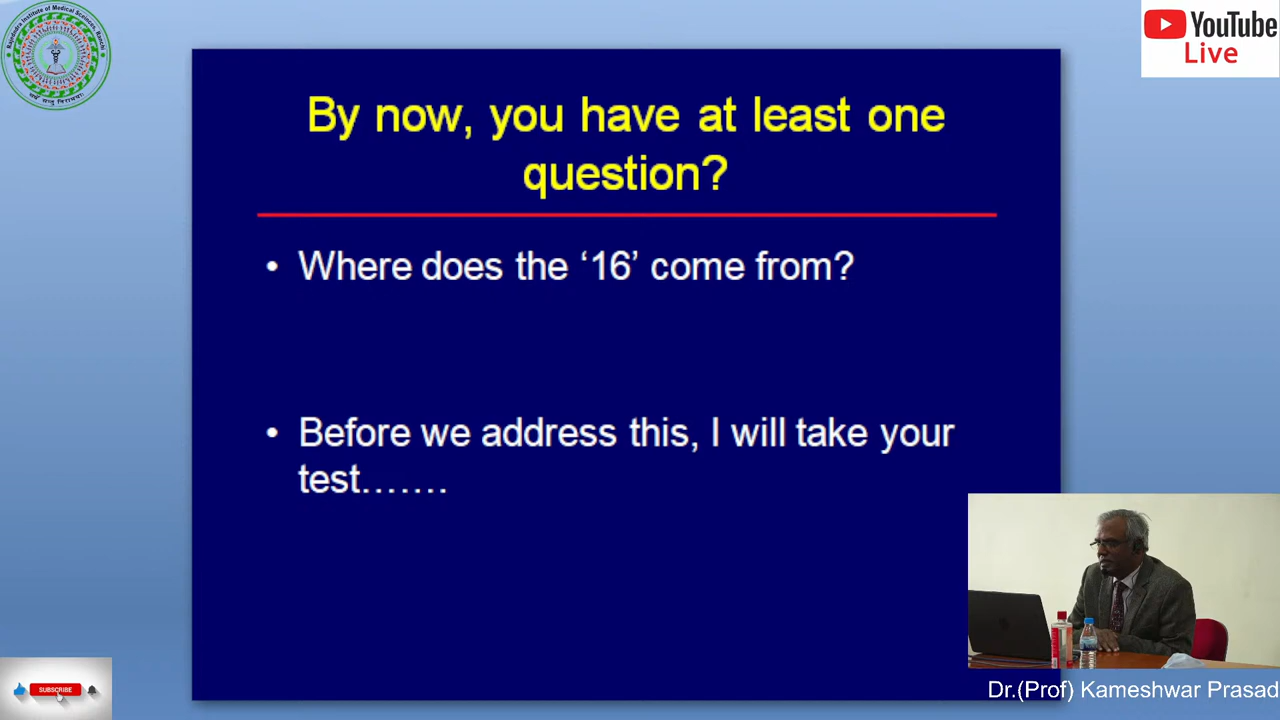 YouTube
Live
By now, you have at least one
question?
• Where does the ‘16’ come from?
• Before we address this, I will take your
test.......
SUBSCRIBE
Dr.(Prof) Kameshwar Prasad